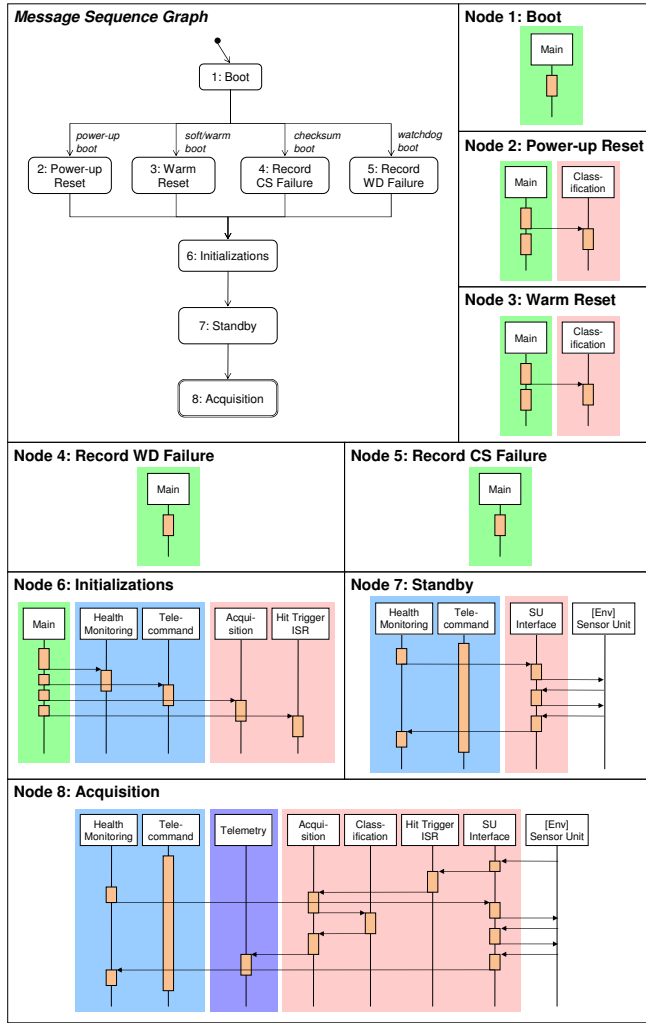 Message Sequence Graph
1: Boot
power-up
boot
soft/warm
boot
checksum
boot
watchdog
boot
2: Power-up
Reset
3: Warm
Reset
4: Record
CS Failure
5: Record
WD Failure
6: Initializations
7: Standby
8: Acquisition
Node 1: Boot
Main
Node 2: Power-up Reset
Main
Class-
ification
Node 3: Warm Reset
Main
Class-
ification
Node 4: Record WD Failure
Main
Node 5: Record CS Failure
Main
Node 6: Initializations
Main
Health
Monitoring
Tele-
command
Acqui-
sition
Hit Trigger
ISR
Node 7: Standby
Health
Monitoring
Tele-
command
SU
Interface
[Env]
Sensor Unit
Node 8: Acquisition
Health
Monitoring
Tele-
command
Telemetry
Acqui-
sition
Class-
ification
Hit Trigger
ISR
SU
Interface
[Env]
Sensor Unit